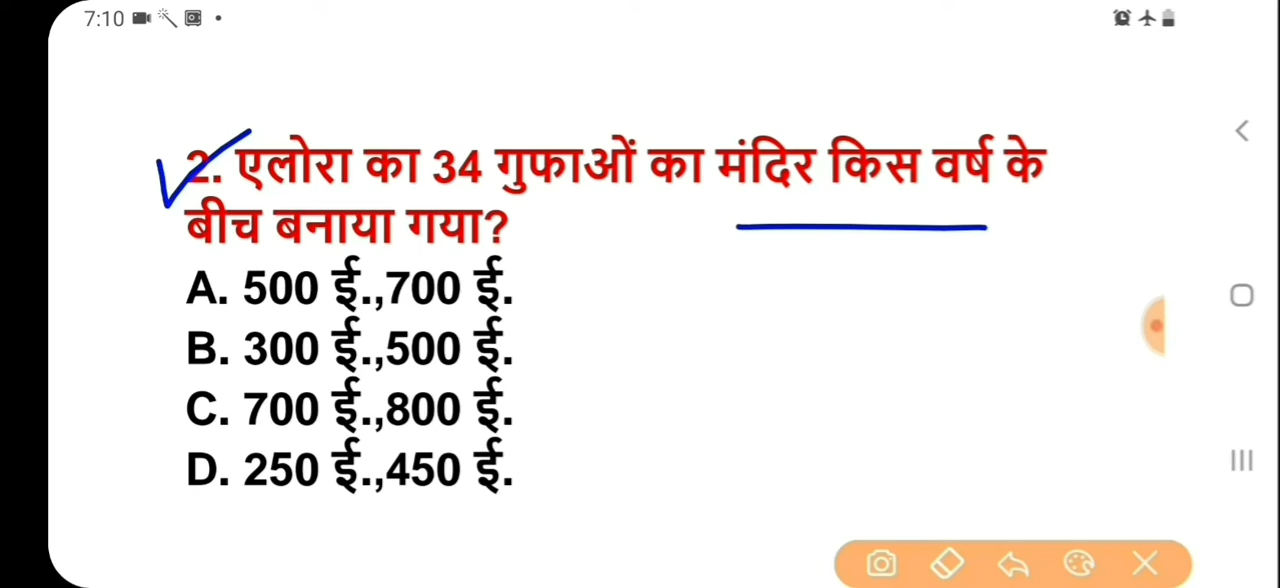 7:10
2. एलोरा का 34 गुफाओं का मंदिर किस वर्ष के
बीच बनाया गया?
A. 500 ई.,700 ई.
B. 300 ई.,500 ई.
C. 700 ई.,800 ई.
D. 250 ई.,450 ई.